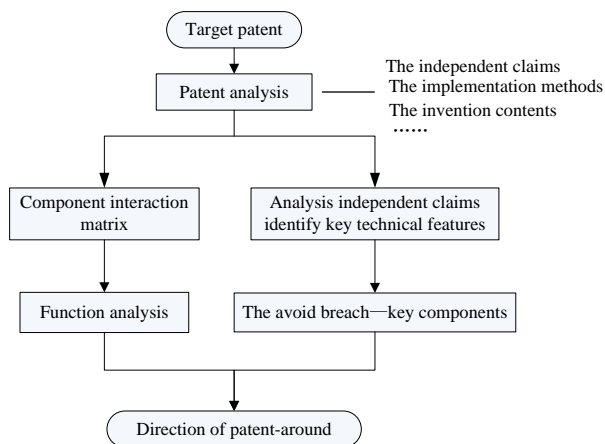 Target patent
Patent analysis
The independent claims
The implementation methods
The invention contents
……
Component interaction
matrix
Analysis independent claims
identify key technical features
Function analysis
The avoid breach—key components
Direction of patent-around